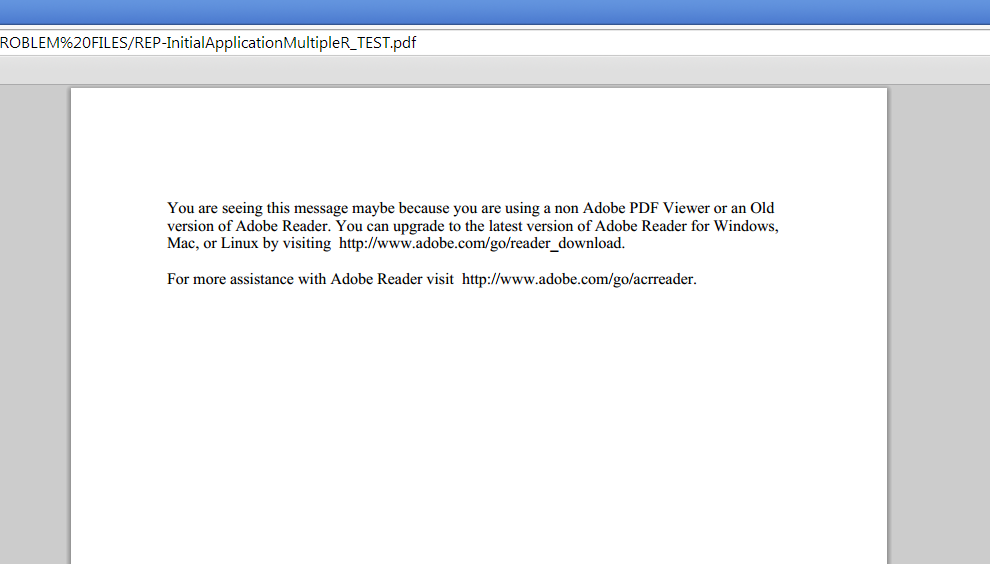 ROBLEM%20FILES/REP-InitialApplicationMultipleR_TEST.pdf
You are seeing this message maybe because you are using a non Adobe PDF Viewer or an Old
version of Adobe Reader. You can upgrade to the latest version of Adobe Reader for Windows,
Mac, or Linux by visiting  http://www.adobe.com/go/reader_download.
For more assistance with Adobe Reader visit  http://www.adobe.com/go/acrreader.